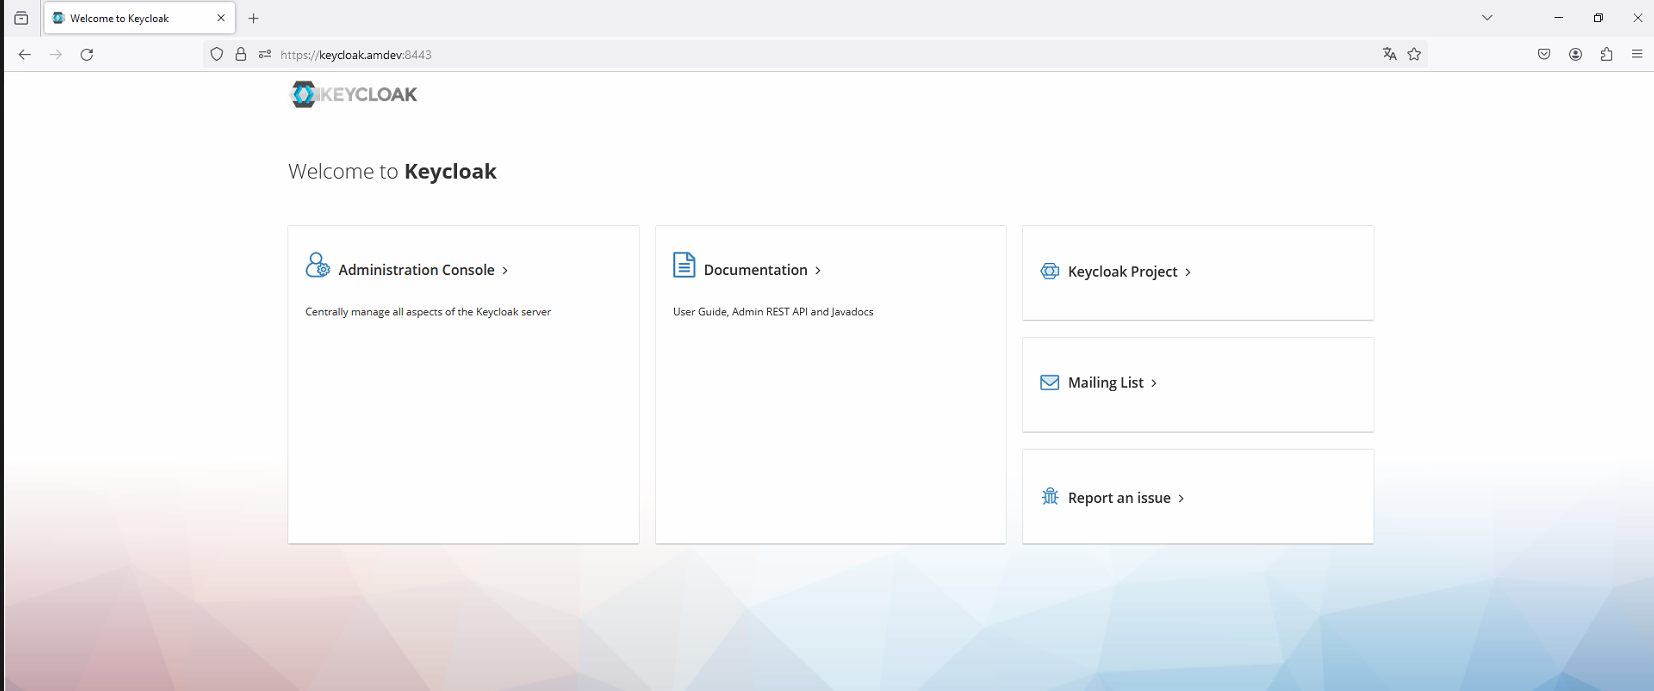 Welcome to Keycloak
https://keycloak.amdev:8443
KEYCLOAK
Welcome to Keycloak
Administration Console
Centrally manage all aspects of the Keycloak server
Documentation
User Guide, Admin REST API and Javadocs
Keycloak Project
Mailing List
Report an issue